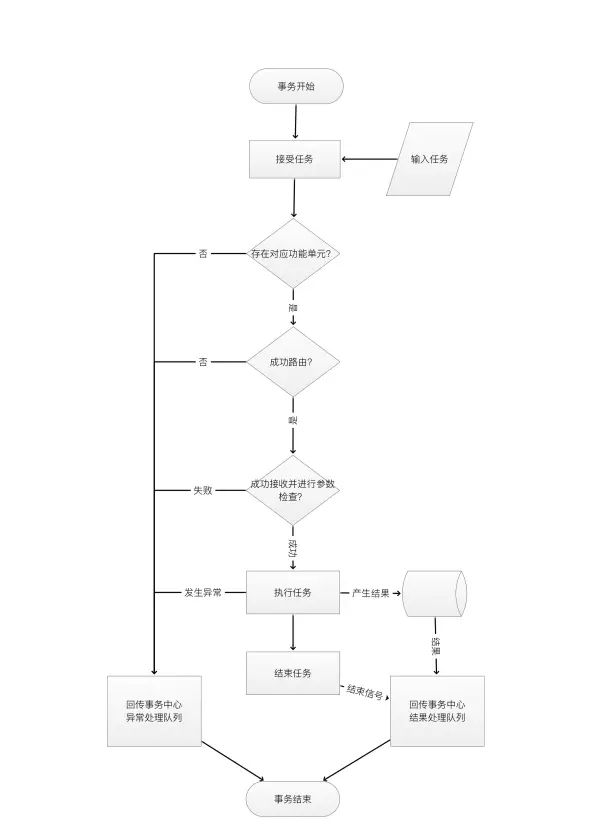 事务开始
接受任务
输入任务
存在对应功能单元?
否
是
成功路由?
否
是
成功接收并进行参数
检查?
失败
成功
执行任务
发生异常
产生结果
结果
结束任务
结束信号
回传事务中心
异常处理队列
回传事务中心
结果处理队列
事务结束